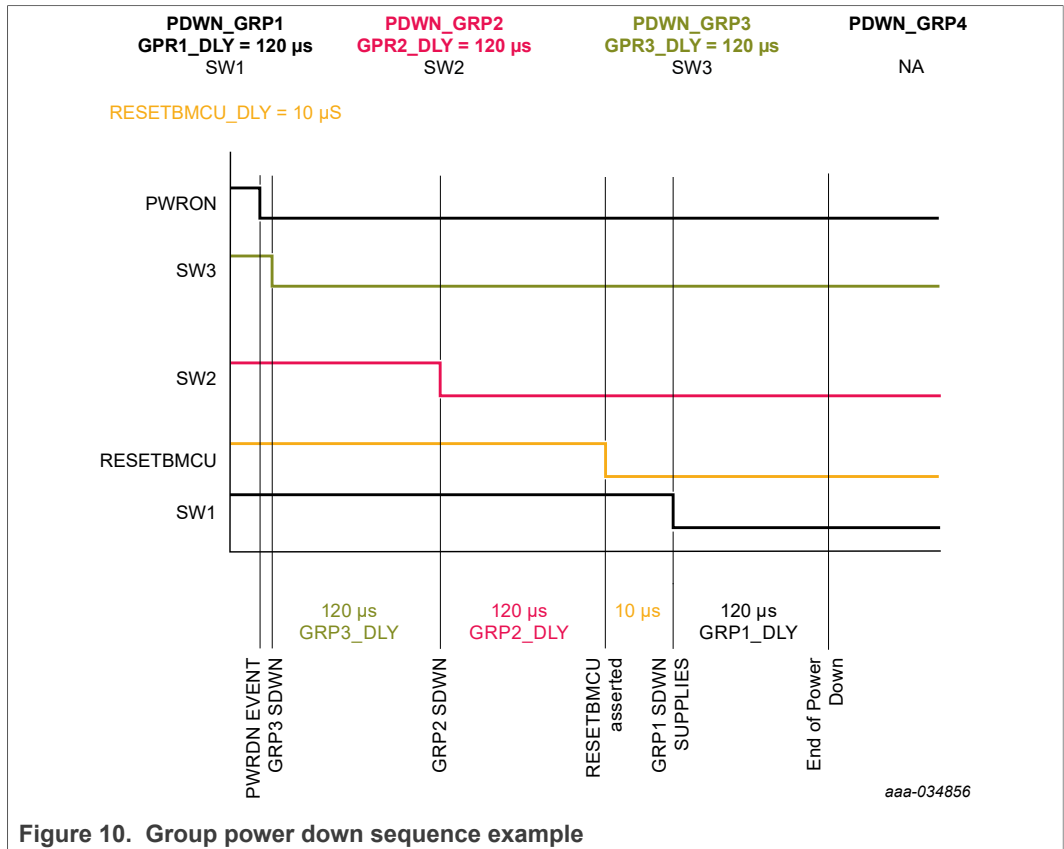 PDWN_GRP1
GPR1_DLY = 120 µs
SW1
PDWN_GRP2
GPR2_DLY = 120 µs
SW2
PDWN_GRP3
GPR3_DLY = 120 µs
SW3
PDWN_GRP4
NA
RESETBMCU_DLY = 10 µS
PWRON
SW3
SW2
RESETBMCU
SW1
120 µs
GRP3_DLY
120 µs
GRP2_DLY
10 µs
120 µs
GRP1_DLY
PWRDN EVENT
GRP3 SDWN
GRP2 SDWN
RESETBMCU
asserted
GRP1 SDWN
SUPPLIES
End of Power
Down
aaa-034856
Figure 10. Group power down sequence example